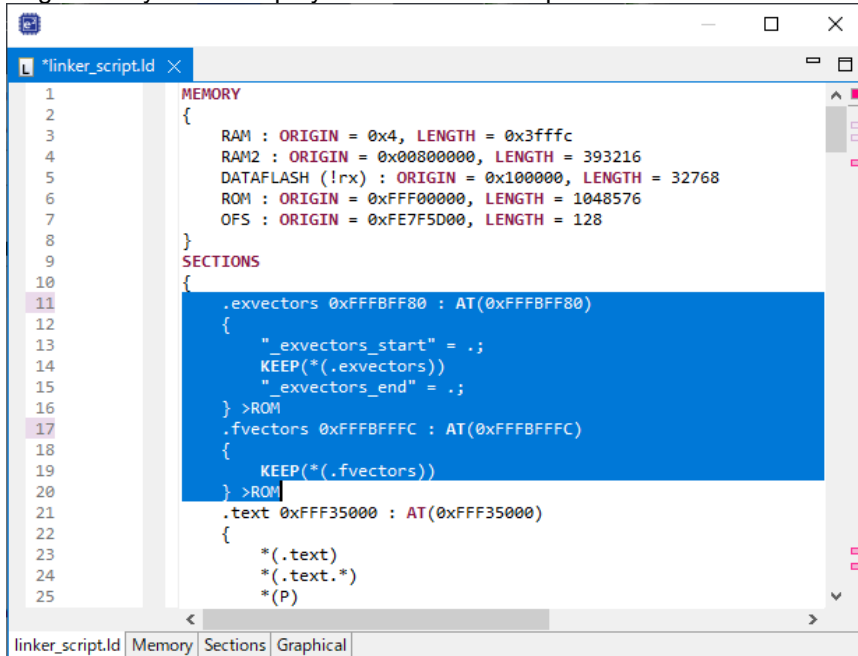 *linker_script.ld
1 MEMORY
2 {
3 RAM : ORIGIN = 0x4, LENGTH = 0x3fffc
4 RAM2 : ORIGIN = 0x00800000, LENGTH = 393216
5 DATAFLASH (!rx) : ORIGIN = 0x100000, LENGTH = 32768
6 ROM : ORIGIN = 0xFFF00000, LENGTH = 1048576
7 OFS : ORIGIN = 0xFE7F5D00, LENGTH = 128
8 }
9 SECTIONS
10 {
11 .exvectors 0xFFFBFF80 : AT(0xFFFBFF80)
12 {
13 "_exvectors_start" = .;
14 KEEP(*(.exvectors))
15 "_exvectors_end" = .;
16 } >ROM
17 .fvectors 0xFFFBFFFC : AT(0xFFFBFFFC)
18 {
19 KEEP(*(.fvectors))
20 } >ROM
21 .text 0xFFF35000 : AT(0xFFF35000)
22 {
23 *(.text)
24 *(.text.*)
25 *(P)
linker_script.ld Memory Sections Graphical